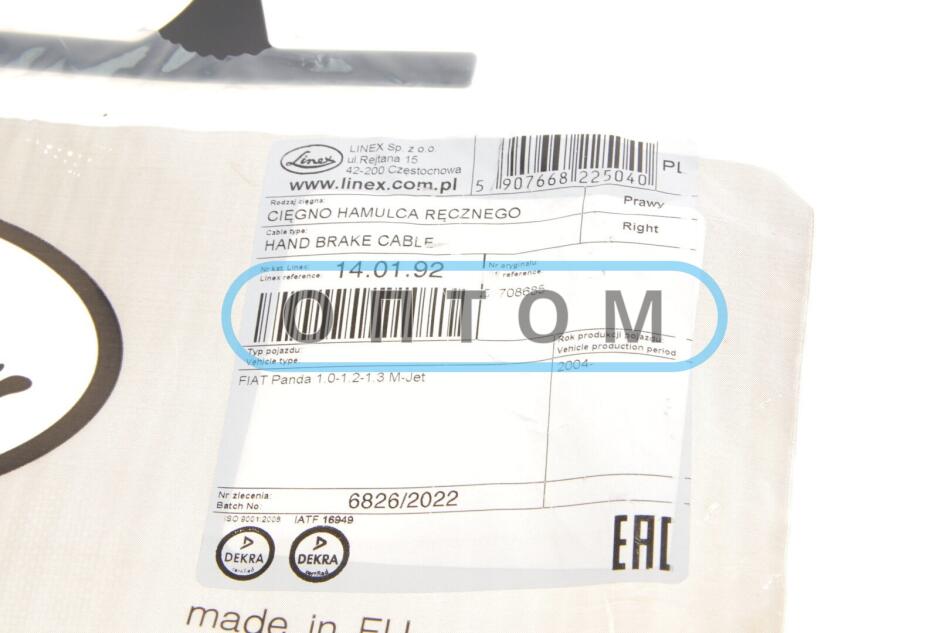 Linex
LINEX Sp. z o.o.
ul.Rejtana 15
42-200 Częstochowa
www.linex.com.pl
5 907668 225040
PL
Rodzaj cięgna:
CIĘGNO HAMULCA RĘCZNEGO
Prawy
Cable type:
HAND BRAKE CABLE
Right
Nr kat. Linex:
Linex reference:
14.01.92
Nr oryginału
reference
708685
ОПТОМ
Typ pojazdu:
Vehicle type
Rok produkcji pojazdu
Vehicle production period
FIAT Panda 1.0-1.2-1.3 M-Jet
2004-
Nr zlecenia:
Batch No:
6826/2022
ISO 9001:2008
IATF 16949
DEKRA
certified
DEKRA
certified
EAC
made in EU